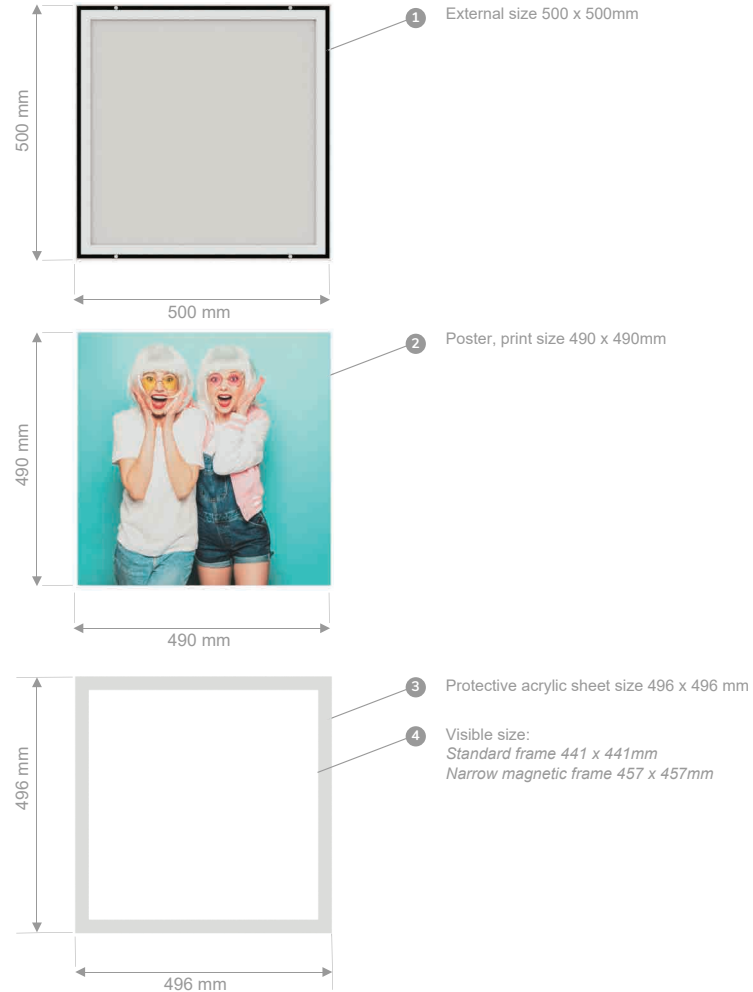 1 External size 500 x 500mm
500 mm
500 mm
2 Poster, print size 490 x 490mm
490 mm
490 mm
3 Protective acrylic sheet size 496 x 496 mm
4 Visible size:
Standard frame 441 x 441mm
Narrow magnetic frame 457 x 457mm
496 mm
496 mm